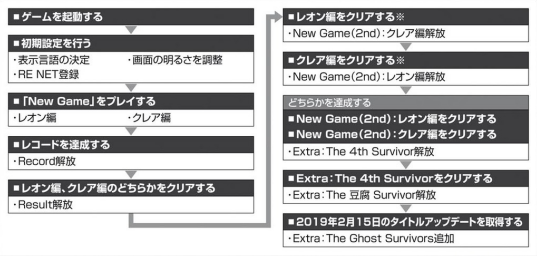 ■ゲームを起動する
■初期設定を行う
・表示言語の決定 ・画面の明るさを調整
・RE NET登録
■「New Game」をプレイする
・レオン編 ・クレア編
■レコードを達成する
・Record解放
■レオン編、クレア編のどちらかをクリアする
・Result解放
■レオン編をクリアする※
・New Game(2nd):クレア編解放
■クレア編をクリアする※
・New Game(2nd):レオン編解放
どちらかを達成する
■New Game(2nd):レオン編をクリアする
■New Game(2nd):クレア編をクリアする
・Extra:The 4th Survivor解放
■Extra:The 4th Survivorをクリアする
・Extra:The 豆腐 Survivor解放
■2019年2月15日のタイトルアップデートを取得する
・Extra:The Ghost Survivors追加